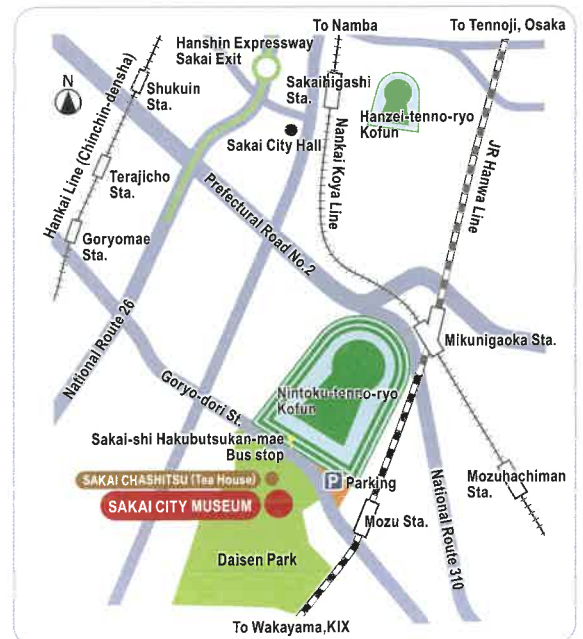 To Namba
To Tennoji, Osaka
Hanshin Expressway
Sakai Exit
N
Shukuin
Sta.
Sakaihigashi
Sta.
Hanzei-tenno-ryo
Kofun
Hankai Line (Chinchin-densha)
Sakai City Hall
Nankai Koya Line
JR Hanwa Line
Terajicho
Sta.
Prefectural Road No.2
Goryomae
Sta.
National Route 26
Mikunigaoka Sta.
Goryo-dori St.
Nintoku-tenno-ryo
Kofun
Sakai-shi Hakubutsukan-mae
Bus stop
SAKAI CHASHITSU (Tea House)
P Parking
SAKAI CITY MUSEUM
Mozuhachiman
Sta.
National Route 310
Mozu Sta.
Daisen Park
To Wakayama,KIX